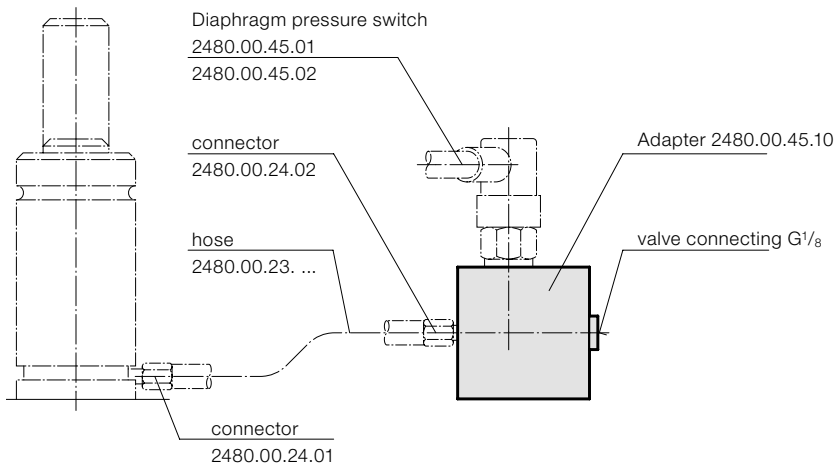 Diaphragm pressure switch
2480.00.45.01
2480.00.45.02
connector
2480.00.24.02
Adapter 2480.00.45.10
hose
2480.00.23. ...
valve connecting G1/8
connector
2480.00.24.01